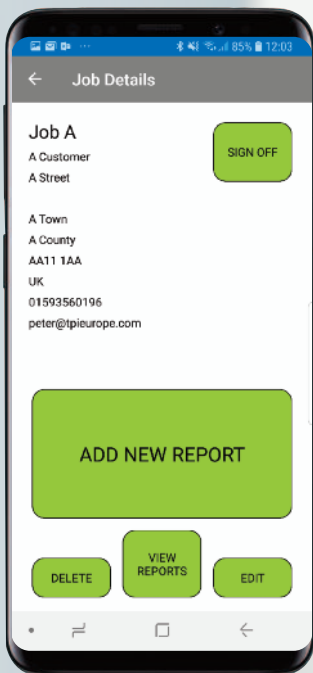 85% 12:03
Job Details
Job A
SIGN OFF
A Customer
A Street
A Town
A County
AA11 1AA
UK
01593560196
peter@tpieurope.com
ADD NEW REPORT
DELETE
VIEW
REPORTS
EDIT